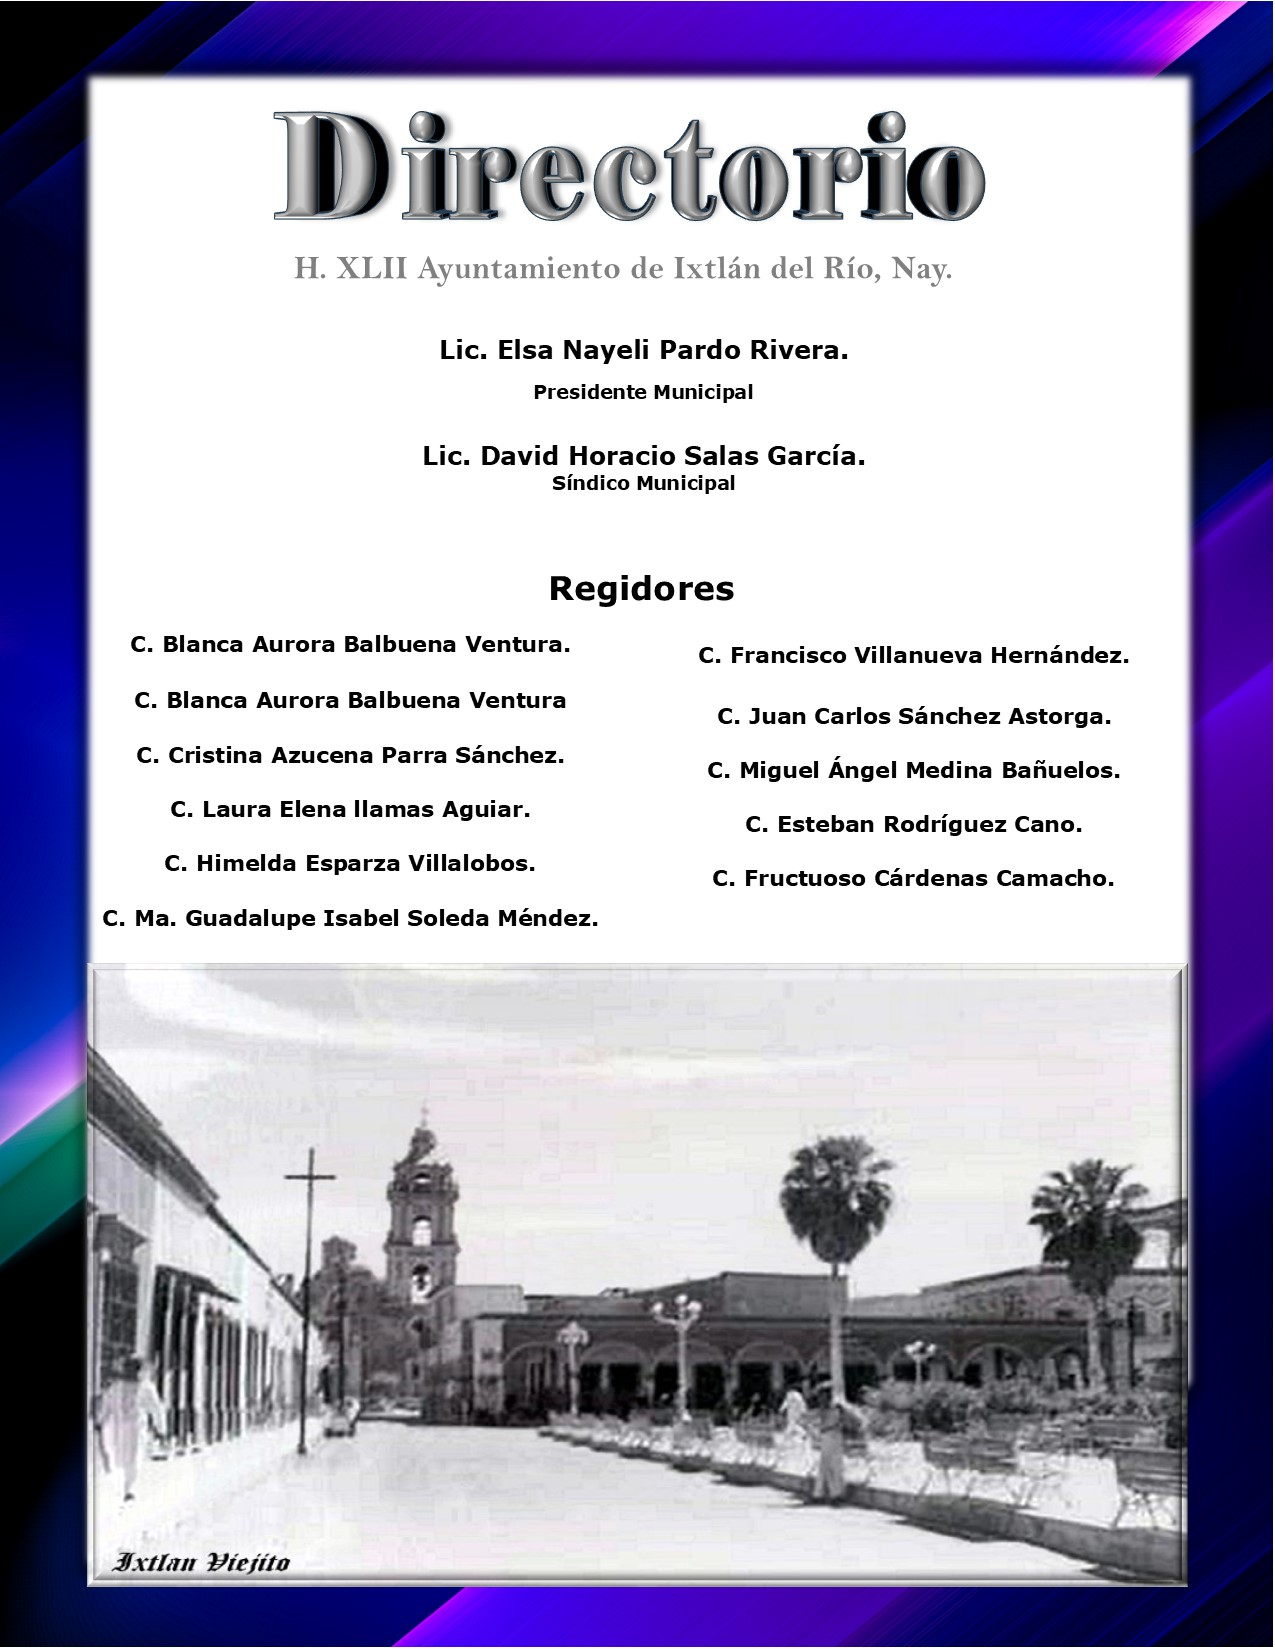 Directorio
H. XLII Ayuntamiento de Ixtlán del Río, Nay.
Lic. Elsa Nayeli Pardo Rivera.
Presidente Municipal
Lic. David Horacio Salas García.
Síndico Municipal
Regidores
C. Blanca Aurora Balbuena Ventura.
C. Blanca Aurora Balbuena Ventura
C. Cristina Azucena Parra Sánchez.
C. Laura Elena llamas Aguiar.
C. Himelda Esparza Villalobos.
C. Ma. Guadalupe Isabel Soleda Méndez.
C. Francisco Villanueva Hernández.
C. Juan Carlos Sánchez Astorga.
C. Miguel Ángel Medina Bañuelos.
C. Esteban Rodríguez Cano.
C. Fructuoso Cárdenas Camacho.
Ixtlan Viejito